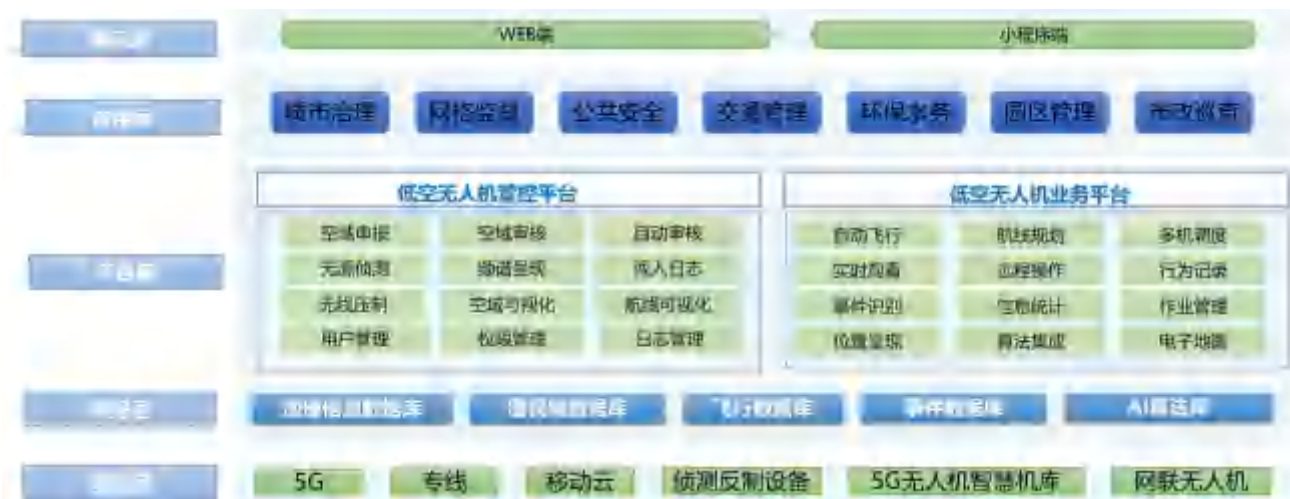 WEB端 小程序端
城市治理 网格监督 公共安全 交通管理 环保水务 园区管理 市政巡查
低空无人机管控平台 低空无人机业务平台
空域申报 空域审核 自动审核 自动飞行 航线规划 多机调度
无源侦测 频谱呈现 闯入日志 实时观看 远程操作 行为记录
无线压制 空域可视化 航线可视化 事件识别 信息统计 作业管理
用户管理 权限管理 日志管理 位置呈现 算法集成 电子地图
平台层
飞行数据库 事件数据库 AI算法库
5G 专线 移动云 侦测反制设备 5G无人机智慧机库 网联无人机